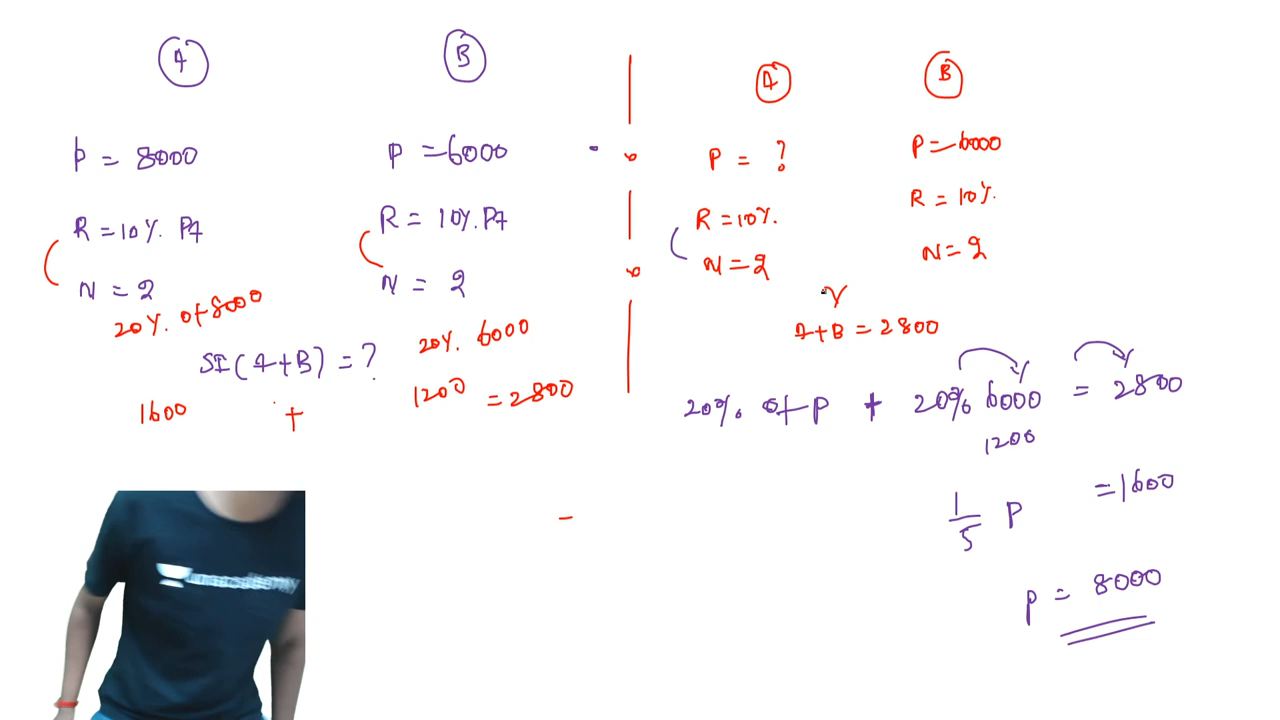 A
B
P = 8000
P = 6000
R = 10%. PA
R = 10%. PA
N = 2
N = 2
20%. of 8000
20%. 6000
SI (A+B) = ?
1600 + 1200 = 2800
A
B
P = ?
P = 6000
R = 10%.
R = 10%.
N = 2
N = 2
A+B = 2800
20% of P + 20% 6000 = 2800
1200
1/5 P = 1600
P = 8000